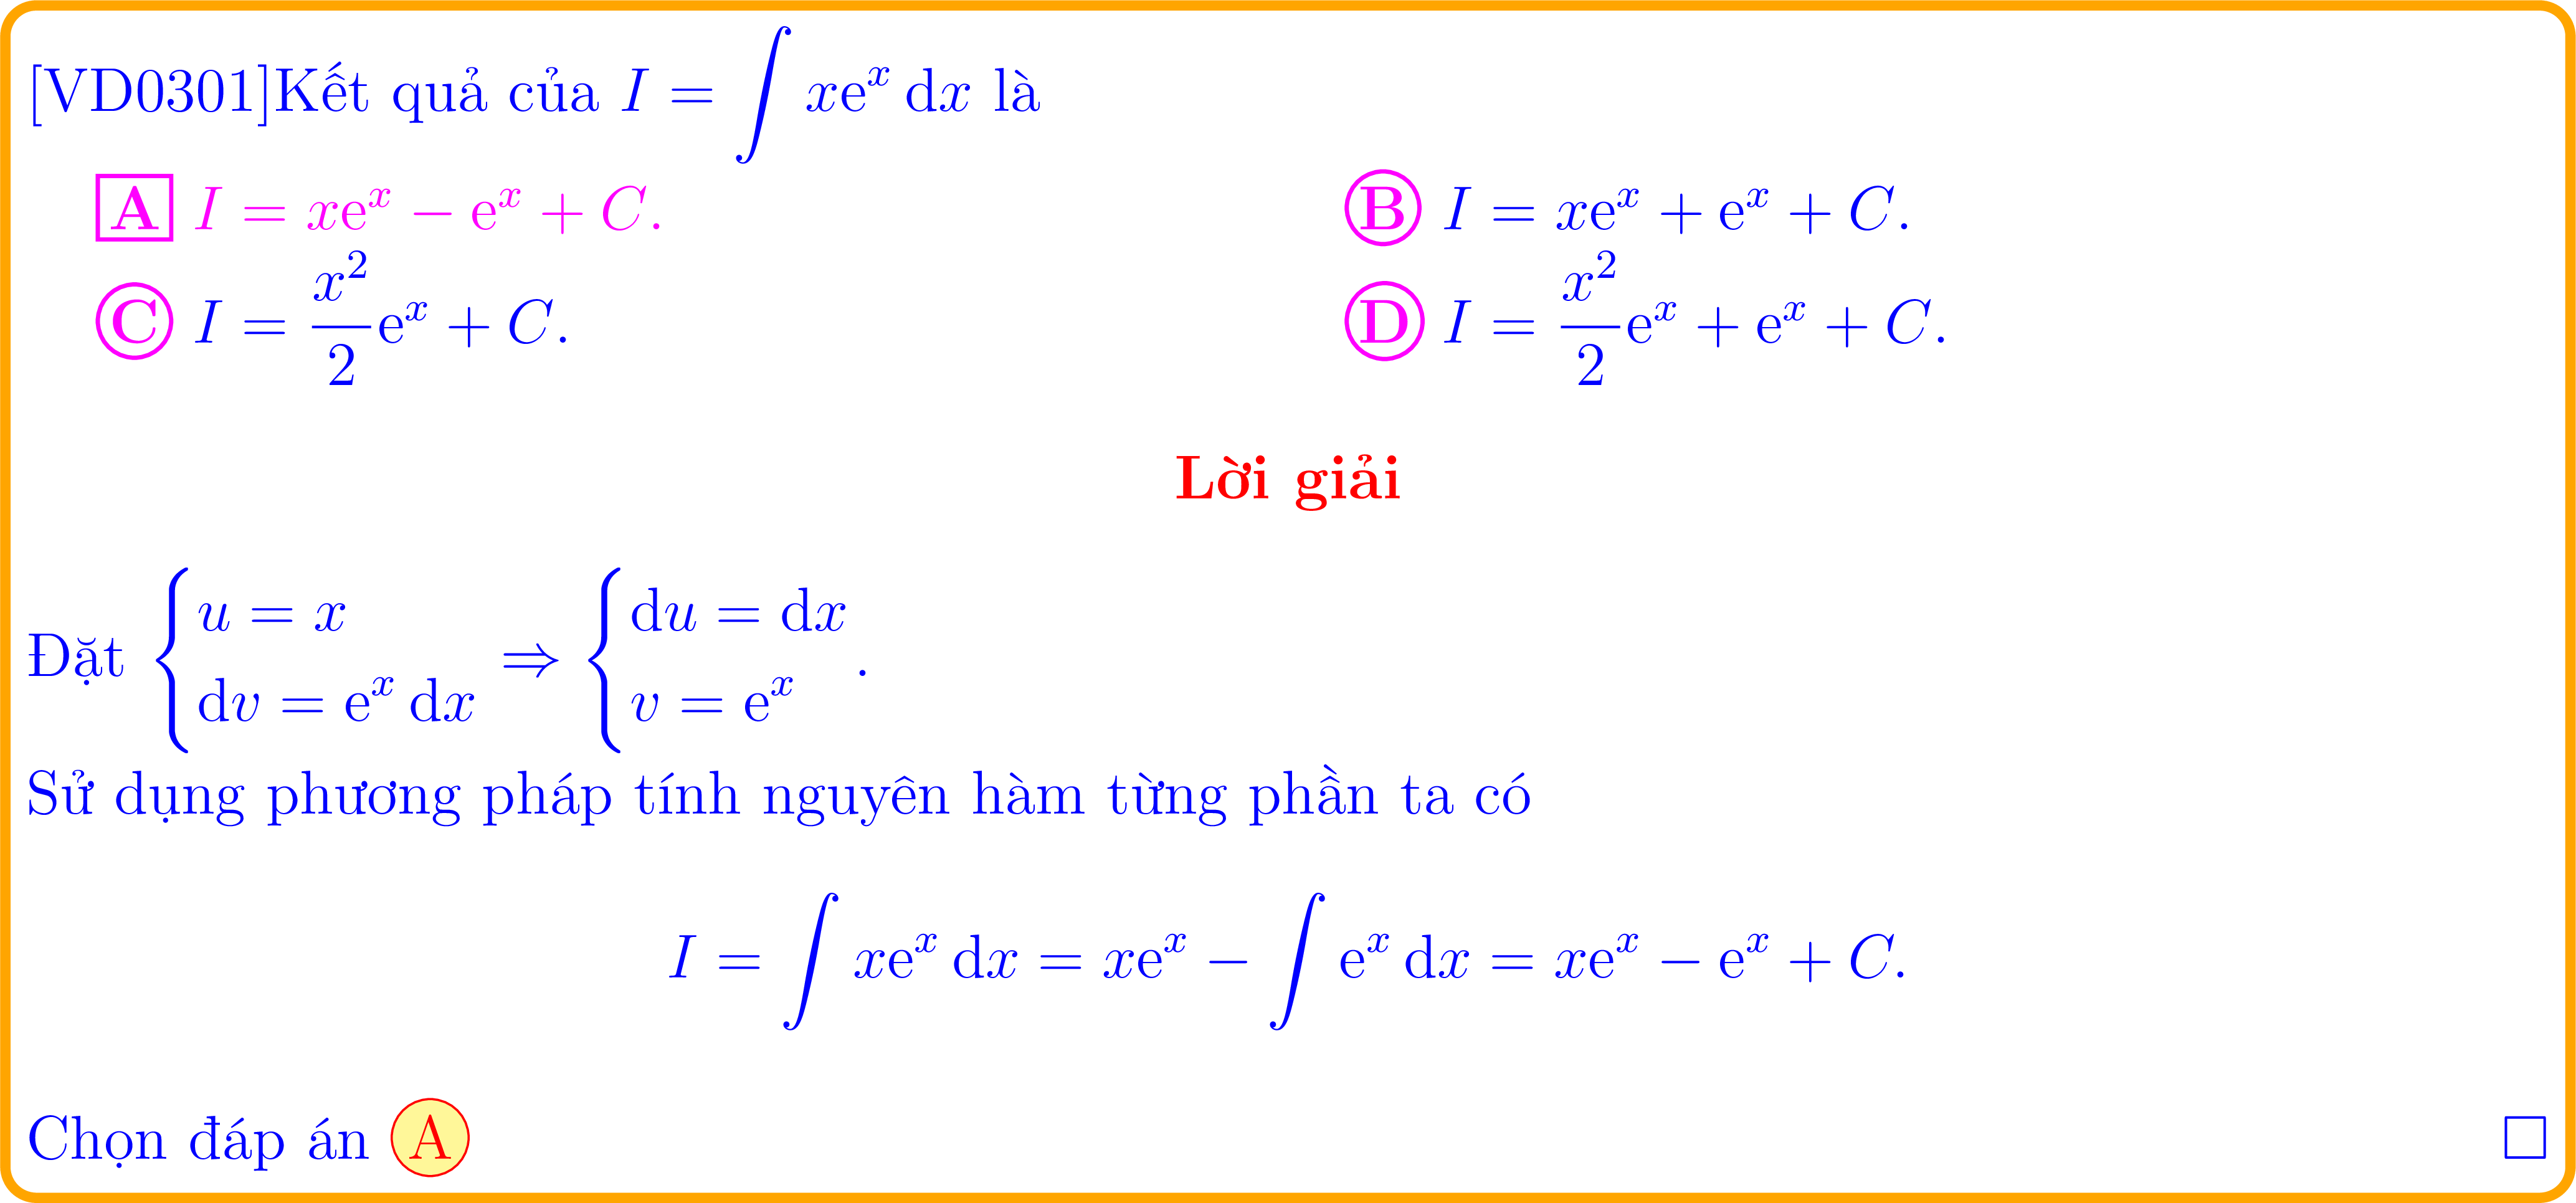 [VD0301]Kết quả của $I = \int x\mathrm{e}^x \, \mathrm{d}x$ là
A $I = x\mathrm{e}^x - \mathrm{e}^x + C.$ B $I = x\mathrm{e}^x + \mathrm{e}^x + C.$
C $I = \frac{x^2}{2}\mathrm{e}^x + C.$ D $I = \frac{x^2}{2}\mathrm{e}^x + \mathrm{e}^x + C.$
Lời giải
Đặt $\begin{cases} u = x \\ \mathrm{d}v = \mathrm{e}^x \, \mathrm{d}x \end{cases} \Rightarrow \begin{cases} \mathrm{d}u = \mathrm{d}x \\ v = \mathrm{e}^x \end{cases}.$
Sử dụng phương pháp tính nguyên hàm từng phần ta có
$I = \int x\mathrm{e}^x \, \mathrm{d}x = x\mathrm{e}^x - \int \mathrm{e}^x \, \mathrm{d}x = x\mathrm{e}^x - \mathrm{e}^x + C.$
Chọn đáp án A □